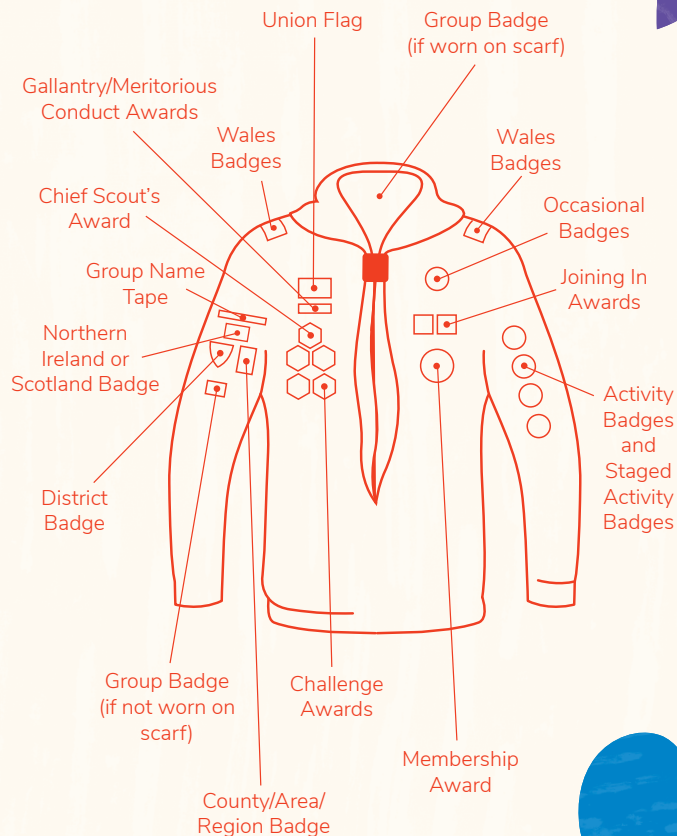 Union Flag
Group Badge
(if worn on scarf)
Gallantry/Meritorious
Conduct Awards
Wales
Badges
Wales
Badges
Chief Scout's
Award
Occasional
Badges
Group Name
Tape
Joining In
Awards
Northern
Ireland or
Scotland Badge
Activity
Badges
and
Staged
Activity
Badges
District
Badge
Group Badge
(if not worn on
scarf)
Challenge
Awards
Membership
Award
County/Area/
Region Badge